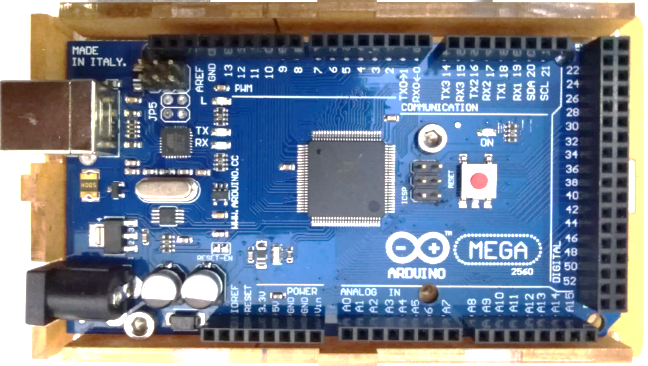 MADE
IN ITALY.
AREF
GND
13
12
11
10
9
8
7
6
5
4
3
2
TX0→1
RX0←0
TX3 14
RX3 15
TX2 16
RX2 17
TX1 18
RX1 19
SDA 20
SCL 21
PWM
COMMUNICATION
L
TX
RX
JP5
WWW.ARDUINO.CC
ICSP
RESET
ON
22
24
26
28
30
32
34
36
38
40
42
44
46
48
50
52
DIGITAL
RESET-EN
ARDUINO
TM
MEGA
2560
POWER
ANALOG IN
IOREF
RESET
3.3V
5V
GND
GND
Vin
A0
A1
A2
A3
A4
A5
A6
A7
A8
A9
A10
A11
A12
A13
A14
A15